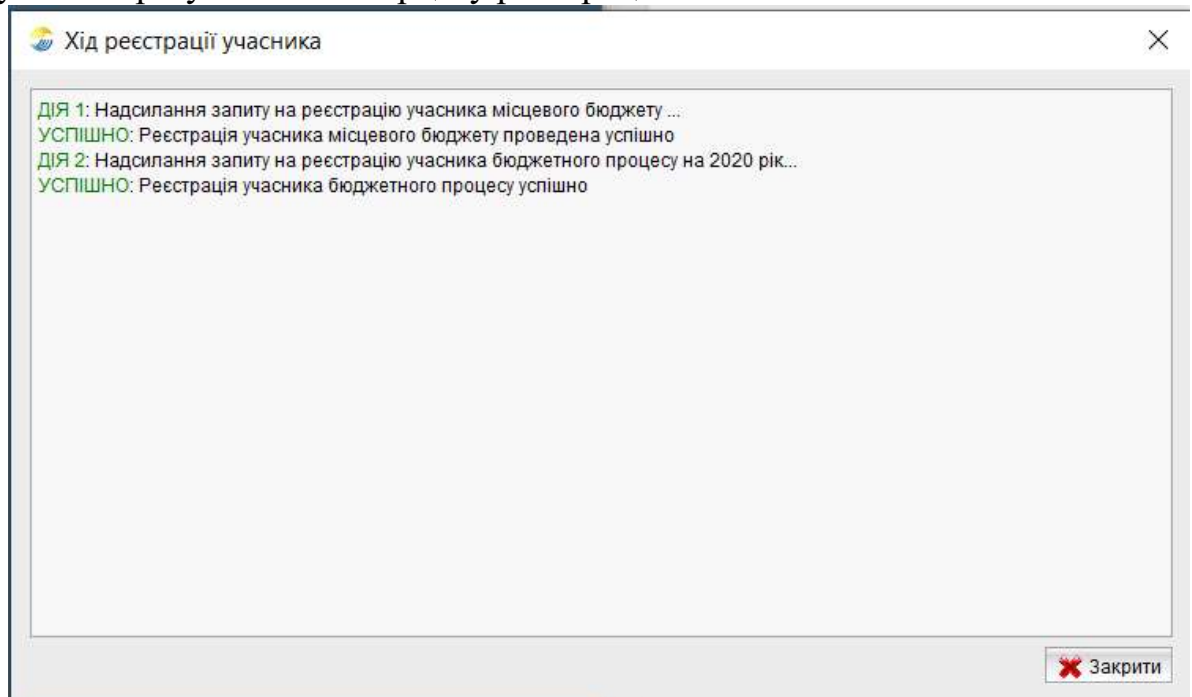 Хід реєстрації учасника
ДІЯ 1: Надсилання запиту на реєстрацію учасника місцевого бюджету ...
УСПІШНО: Реєстрація учасника місцевого бюджету проведена успішно
ДІЯ 2: Надсилання запиту на реєстрацію учасника бюджетного процесу на 2020 рік...
УСПІШНО: Реєстрація учасника бюджетного процесу успішно
Закрити